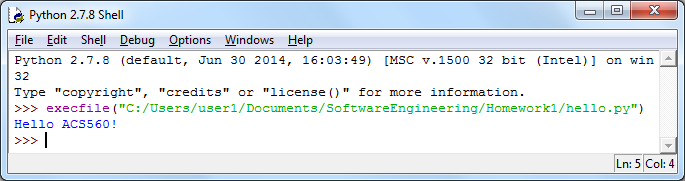 Python 2.7.8 Shell
File Edit Shell Debug Options Windows Help
Python 2.7.8 (default, Jun 30 2014, 16:03:49) [MSC v.1500 32 bit (Intel)] on win
32
Type "copyright", "credits" or "license()" for more information.
>>> execfile("C:/Users/user1/Documents/SoftwareEngineering/Homework1/hello.py")
Hello ACS560!
>>>
Ln: 5 Col: 4